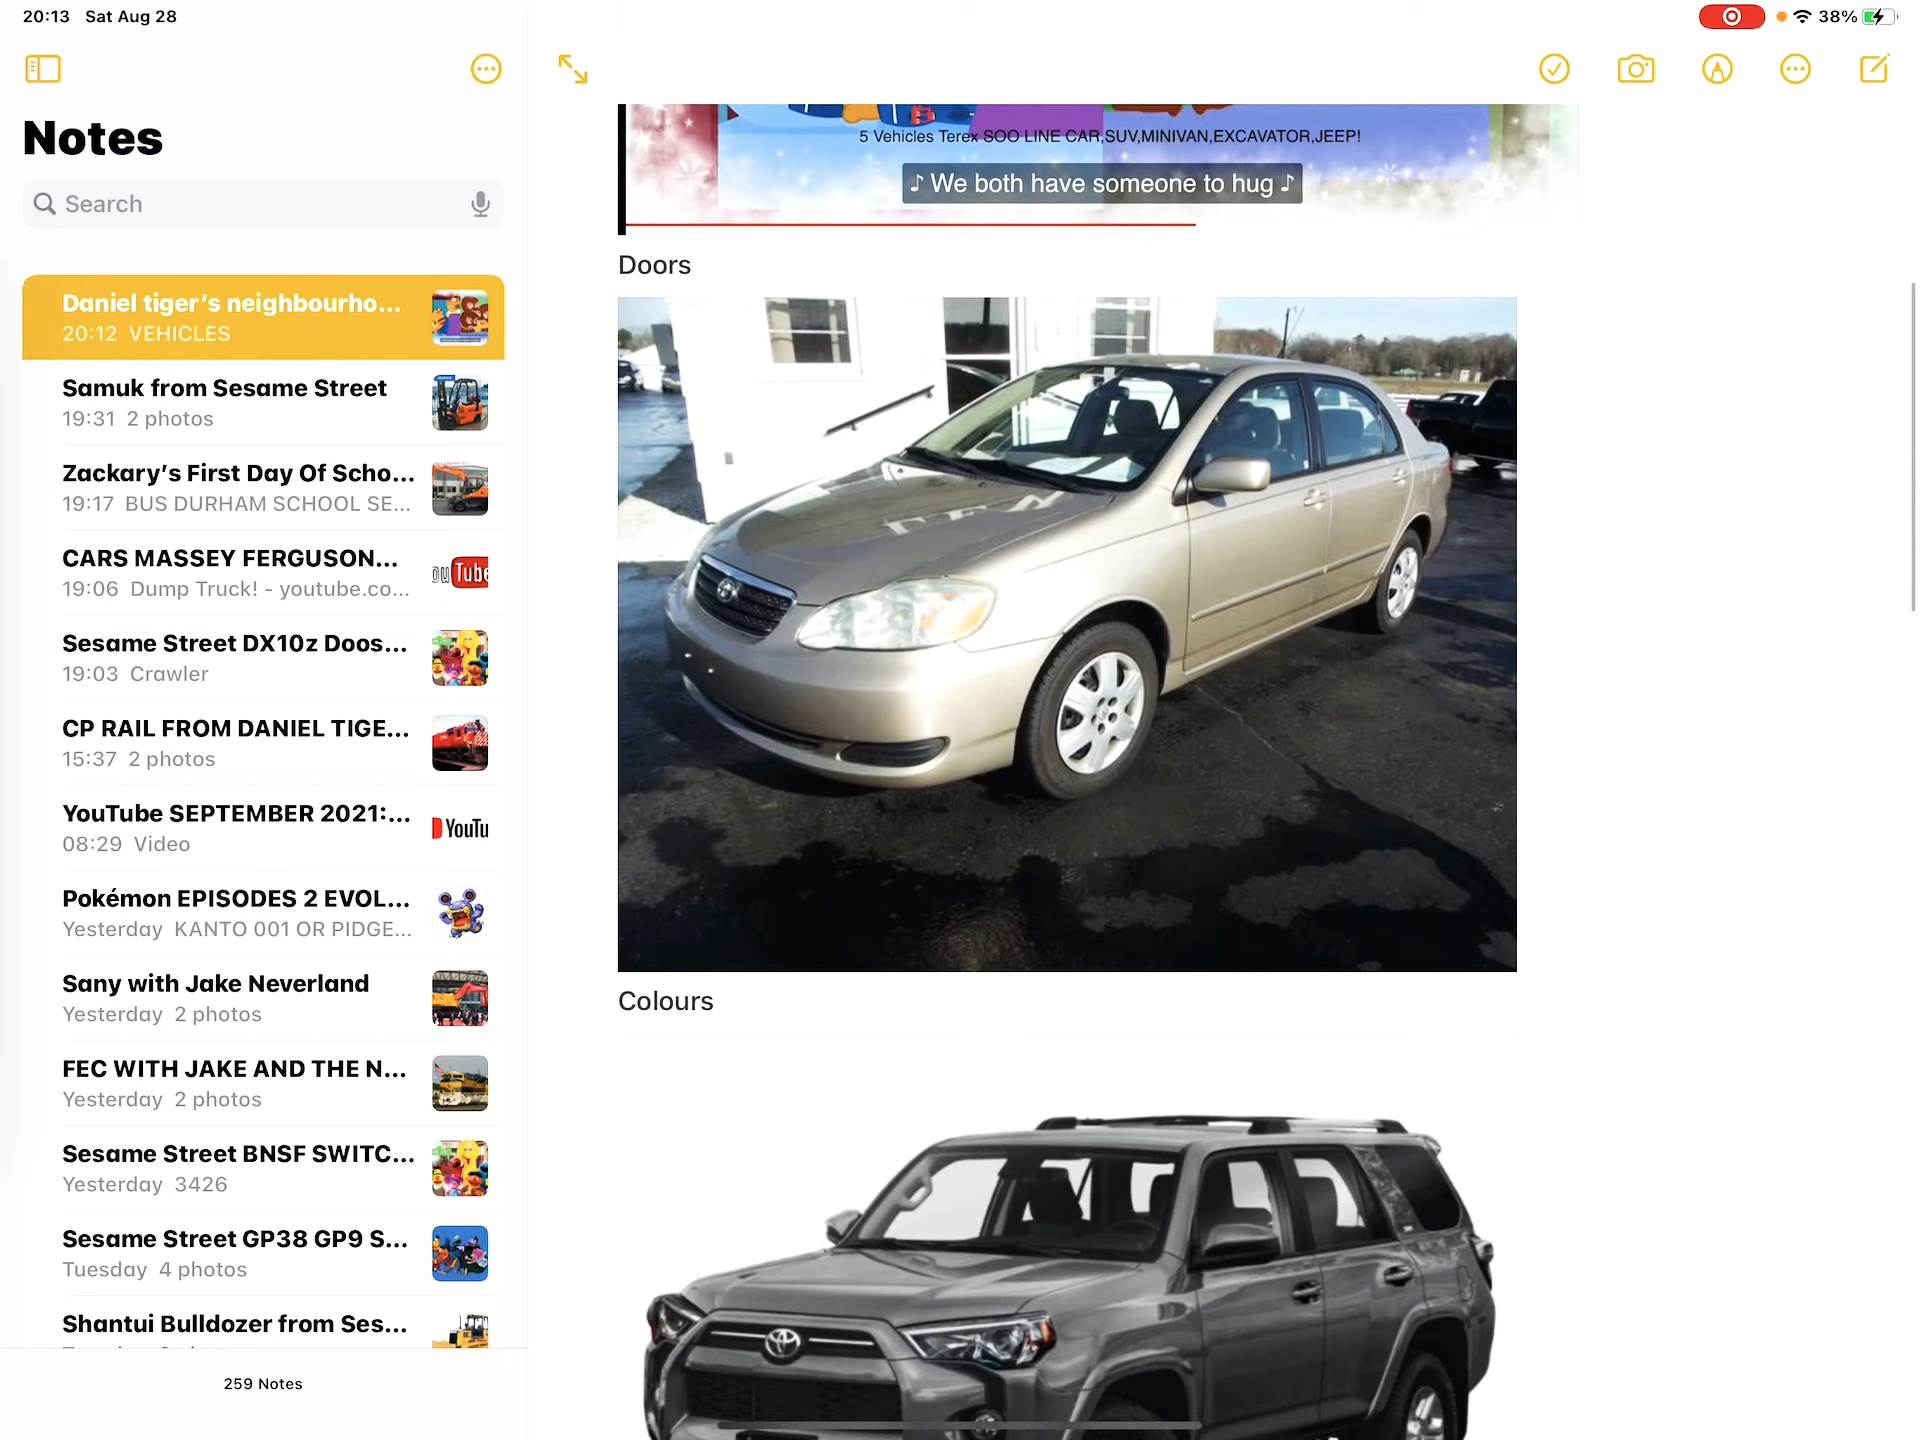 20:13 Sat Aug 28
38%
Notes
Search
Daniel tiger's neighbourho...
20:12 VEHICLES
Samuk from Sesame Street
19:31 2 photos
Zackary's First Day Of Scho...
19:17 BUS DURHAM SCHOOL SE...
CARS MASSEY FERGUSON...
19:06 Dump Truck! - youtube.co...
ou Tube
Sesame Street DX10z Doos...
19:03 Crawler
CP RAIL FROM DANIEL TIGE...
15:37 2 photos
YouTube SEPTEMBER 2021:...
08:29 Video
YouTu
Pokémon EPISODES 2 EVOL...
Yesterday KANTO 001 OR PIDGE...
Sany with Jake Neverland
Yesterday 2 photos
FEC WITH JAKE AND THE N...
Yesterday 2 photos
Sesame Street BNSF SWITC...
Yesterday 3426
Sesame Street GP38 GP9 S...
Tuesday 4 photos
Shantui Bulldozer from Ses...
259 Notes
5 Vehicles Terex SOO LINE CAR,SUV,MINIVAN,EXCAVATOR,JEEP!
♪ We both have someone to hug ♪
Doors
Colours